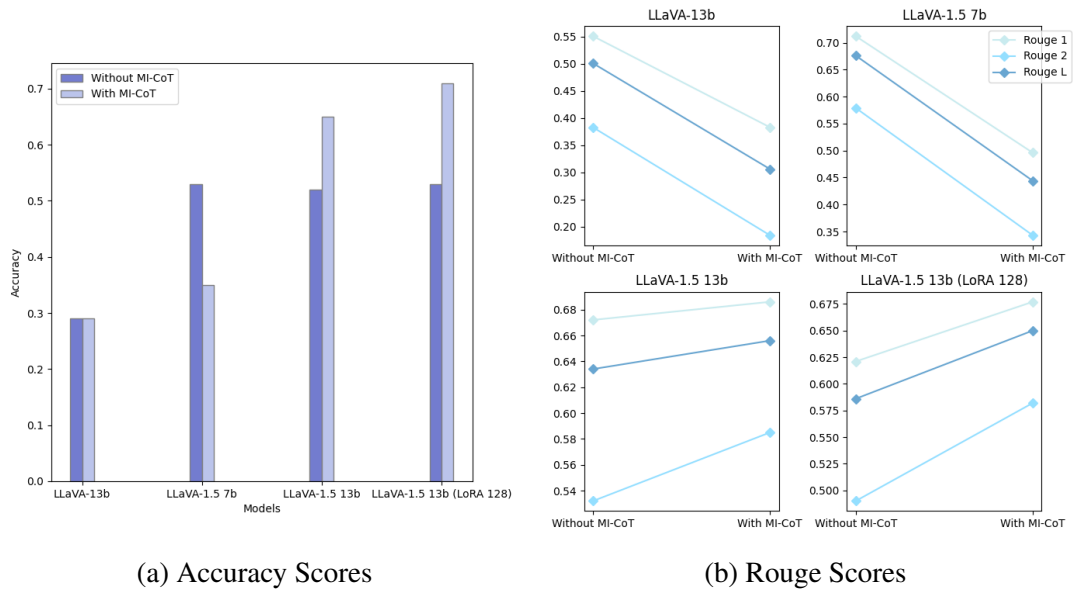 Without MI-CoT
With MI-CoT
0.7
0.6
0.5
0.4
0.3
0.2
0.1
0.0
Accuracy
LLaVA-13b
LLaVA-1.5 7b
LLaVA-1.5 13b
LLaVA-1.5 13b (LoRA 128)
Models
(a) Accuracy Scores
LLaVA-13b
0.55
0.50
0.45
0.40
0.35
0.30
0.25
0.20
Without MI-CoT
With MI-CoT
LLaVA-1.5 7b
Rouge 1
Rouge 2
Rouge L
0.70
0.65
0.60
0.55
0.50
0.45
0.40
0.35
Without MI-CoT
With MI-CoT
LLaVA-1.5 13b
0.68
0.66
0.64
0.62
0.60
0.58
0.56
0.54
Without MI-CoT
With MI-CoT
LLaVA-1.5 13b (LoRA 128)
0.675
0.650
0.625
0.600
0.575
0.550
0.525
0.500
Without MI-CoT
With MI-CoT
(b) Rouge Scores